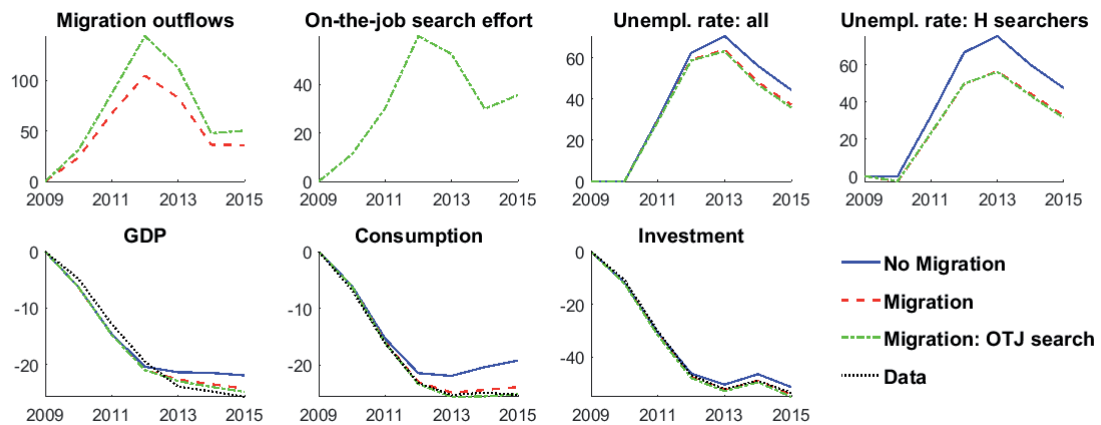 Migration outflows
On-the-job search effort
Unempl. rate: all
Unempl. rate: H searchers
100
50
0
2009 2011 2013 2015
40
20
0
2009 2011 2013 2015
60
40
20
0
2009 2011 2013 2015
60
40
20
0
2009 2011 2013 2015
GDP
Consumption
Investment
0
-10
-20
2009 2011 2013 2015
0
-10
-20
2009 2011 2013 2015
0
-20
-40
2009 2011 2013 2015
No Migration
Migration
Migration: OTJ search
Data